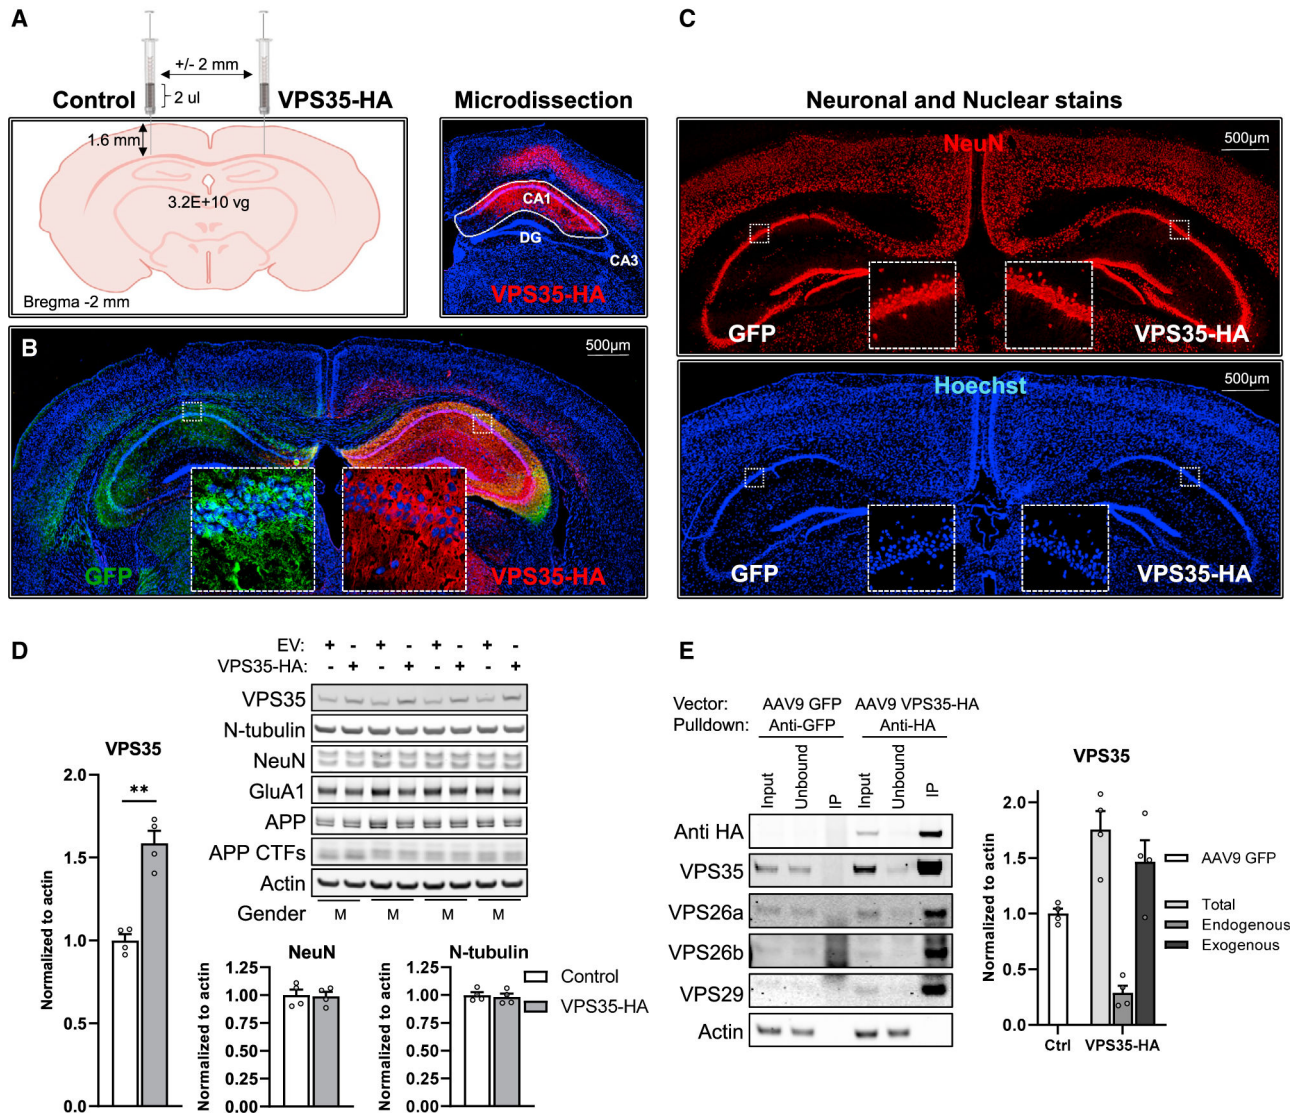 A
+/- 2 mm
Control
2 ul
VPS35-HA
1.6 mm
3.2E+10 vg
Bregma -2 mm
Microdissection
CA1
DG
CA3
VPS35-HA
B
500µm
GFP
VPS35-HA
C
Neuronal and Nuclear stains
NeuN
500µm
GFP
VPS35-HA
Hoechst
500µm
GFP
VPS35-HA
D
VPS35
**
Normalized to actin
2.0
1.5
1.0
0.5
0.0
EV: + - + - + - + -
VPS35-HA: - + - + - + - +
VPS35
N-tubulin
NeuN
GluA1
APP
APP CTFs
Actin
Gender M M M M
NeuN
Normalized to actin
1.25
1.00
0.75
0.50
0.25
0.00
N-tubulin
Normalized to actin
1.25
1.00
0.75
0.50
1.25
0.00
Control
VPS35-HA
E
Vector: AAV9 GFP AAV9 VPS35-HA
Pulldown: Anti-GFP Anti-HA
Input Unbound IP Input Unbound IP
Anti HA
VPS35
VPS26a
VPS26b
VPS29
Actin
VPS35
Normalized to actin
2.0
1.5
1.0
0.5
0.0
Ctrl VPS35-HA
AAV9 GFP
Total
Endogenous
Exogenous